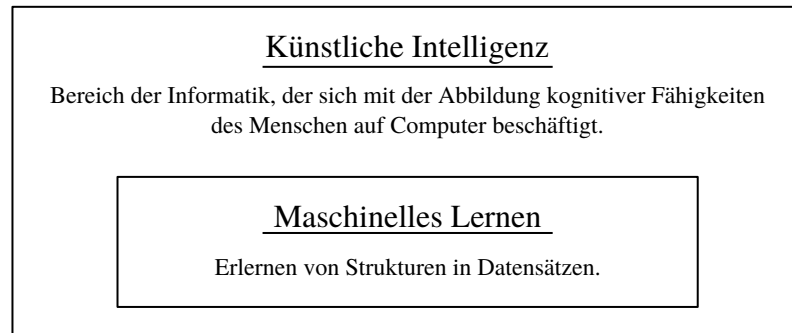 Künstliche Intelligenz
Bereich der Informatik, der sich mit der Abbildung kognitiver Fähigkeiten
des Menschen auf Computer beschäftigt.
Maschinelles Lernen
Erlernen von Strukturen in Datensätzen.